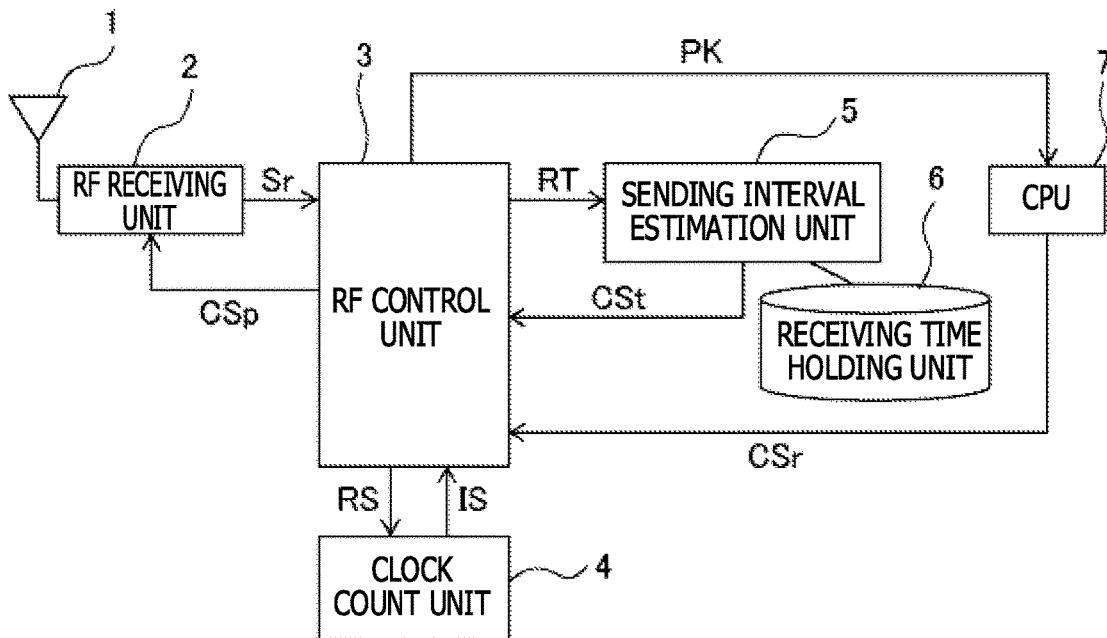 1
2
3
PK
7
5
RF RECEIVING
UNIT
Sr
RT
SENDING INTERVAL
ESTIMATION UNIT
6
CPU
CSp
RF CONTROL
UNIT
CSt
RECEIVING TIME
HOLDING UNIT
CSr
RS
IS
CLOCK
COUNT UNIT
4